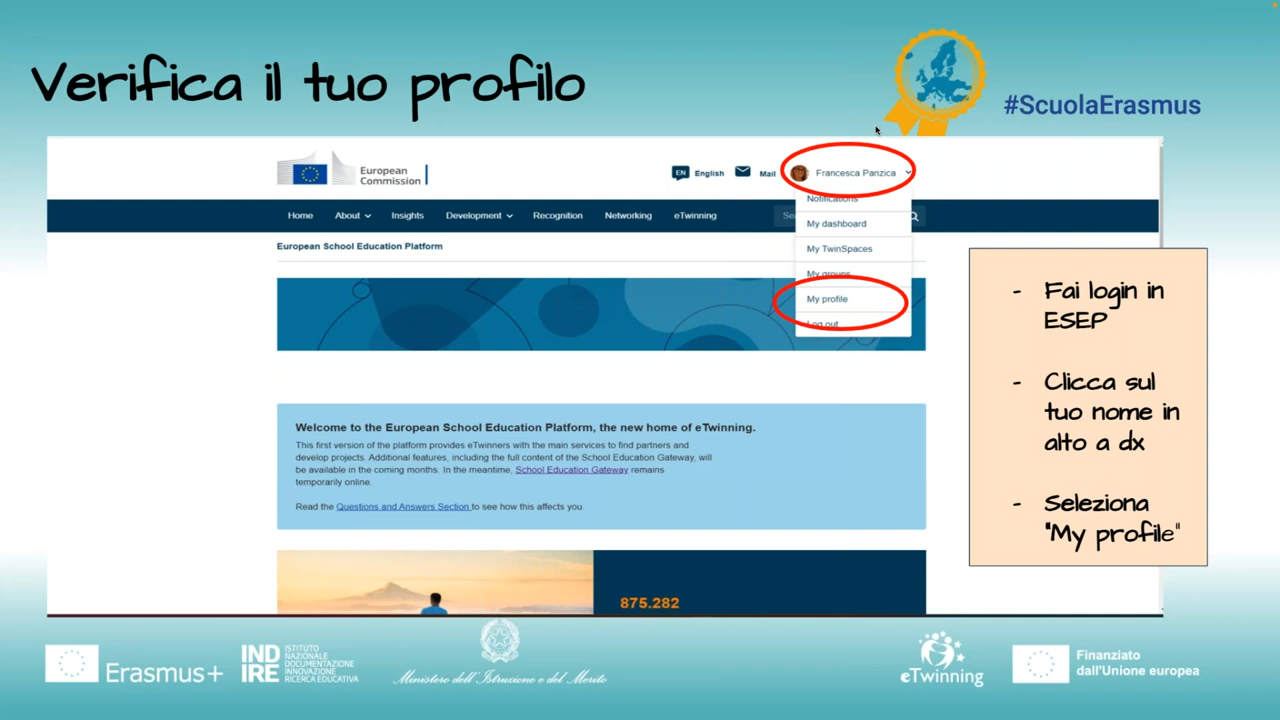 Verifica il tuo profilo
#ScuolaErasmus
European
Commission
EN English Mail Francesca Panzica
Home About Insights Development Recognition Networking eTwinning
Notifications
My dashboard
My TwinSpaces
My groups
My profile
Log out
European School Education Platform
Welcome to the European School Education Platform, the new home of eTwinning.
This first version of the platform provides eTwinners with the main services to find partners and
develop projects. Additional features, including the full content of the School Education Gateway, will
be available in the coming months. In the meantime, School Education Gateway remains
temporarily online.
Read the Questions and Answers Section to see how this affects you.
875.282
- Fai login in
ESEP
- Clicca sul
tuo nome in
alto a dx
- Seleziona
"My profile"
Erasmus+
IND
IRE
ISTITUTO
NAZIONALE
DOCUMENTAZIONE
INNOVAZIONE
RICERCA EDUCATIVA
Ministero dell'Istruzione e del Merito
eTwinning
Finanziato
dall'Unione europea